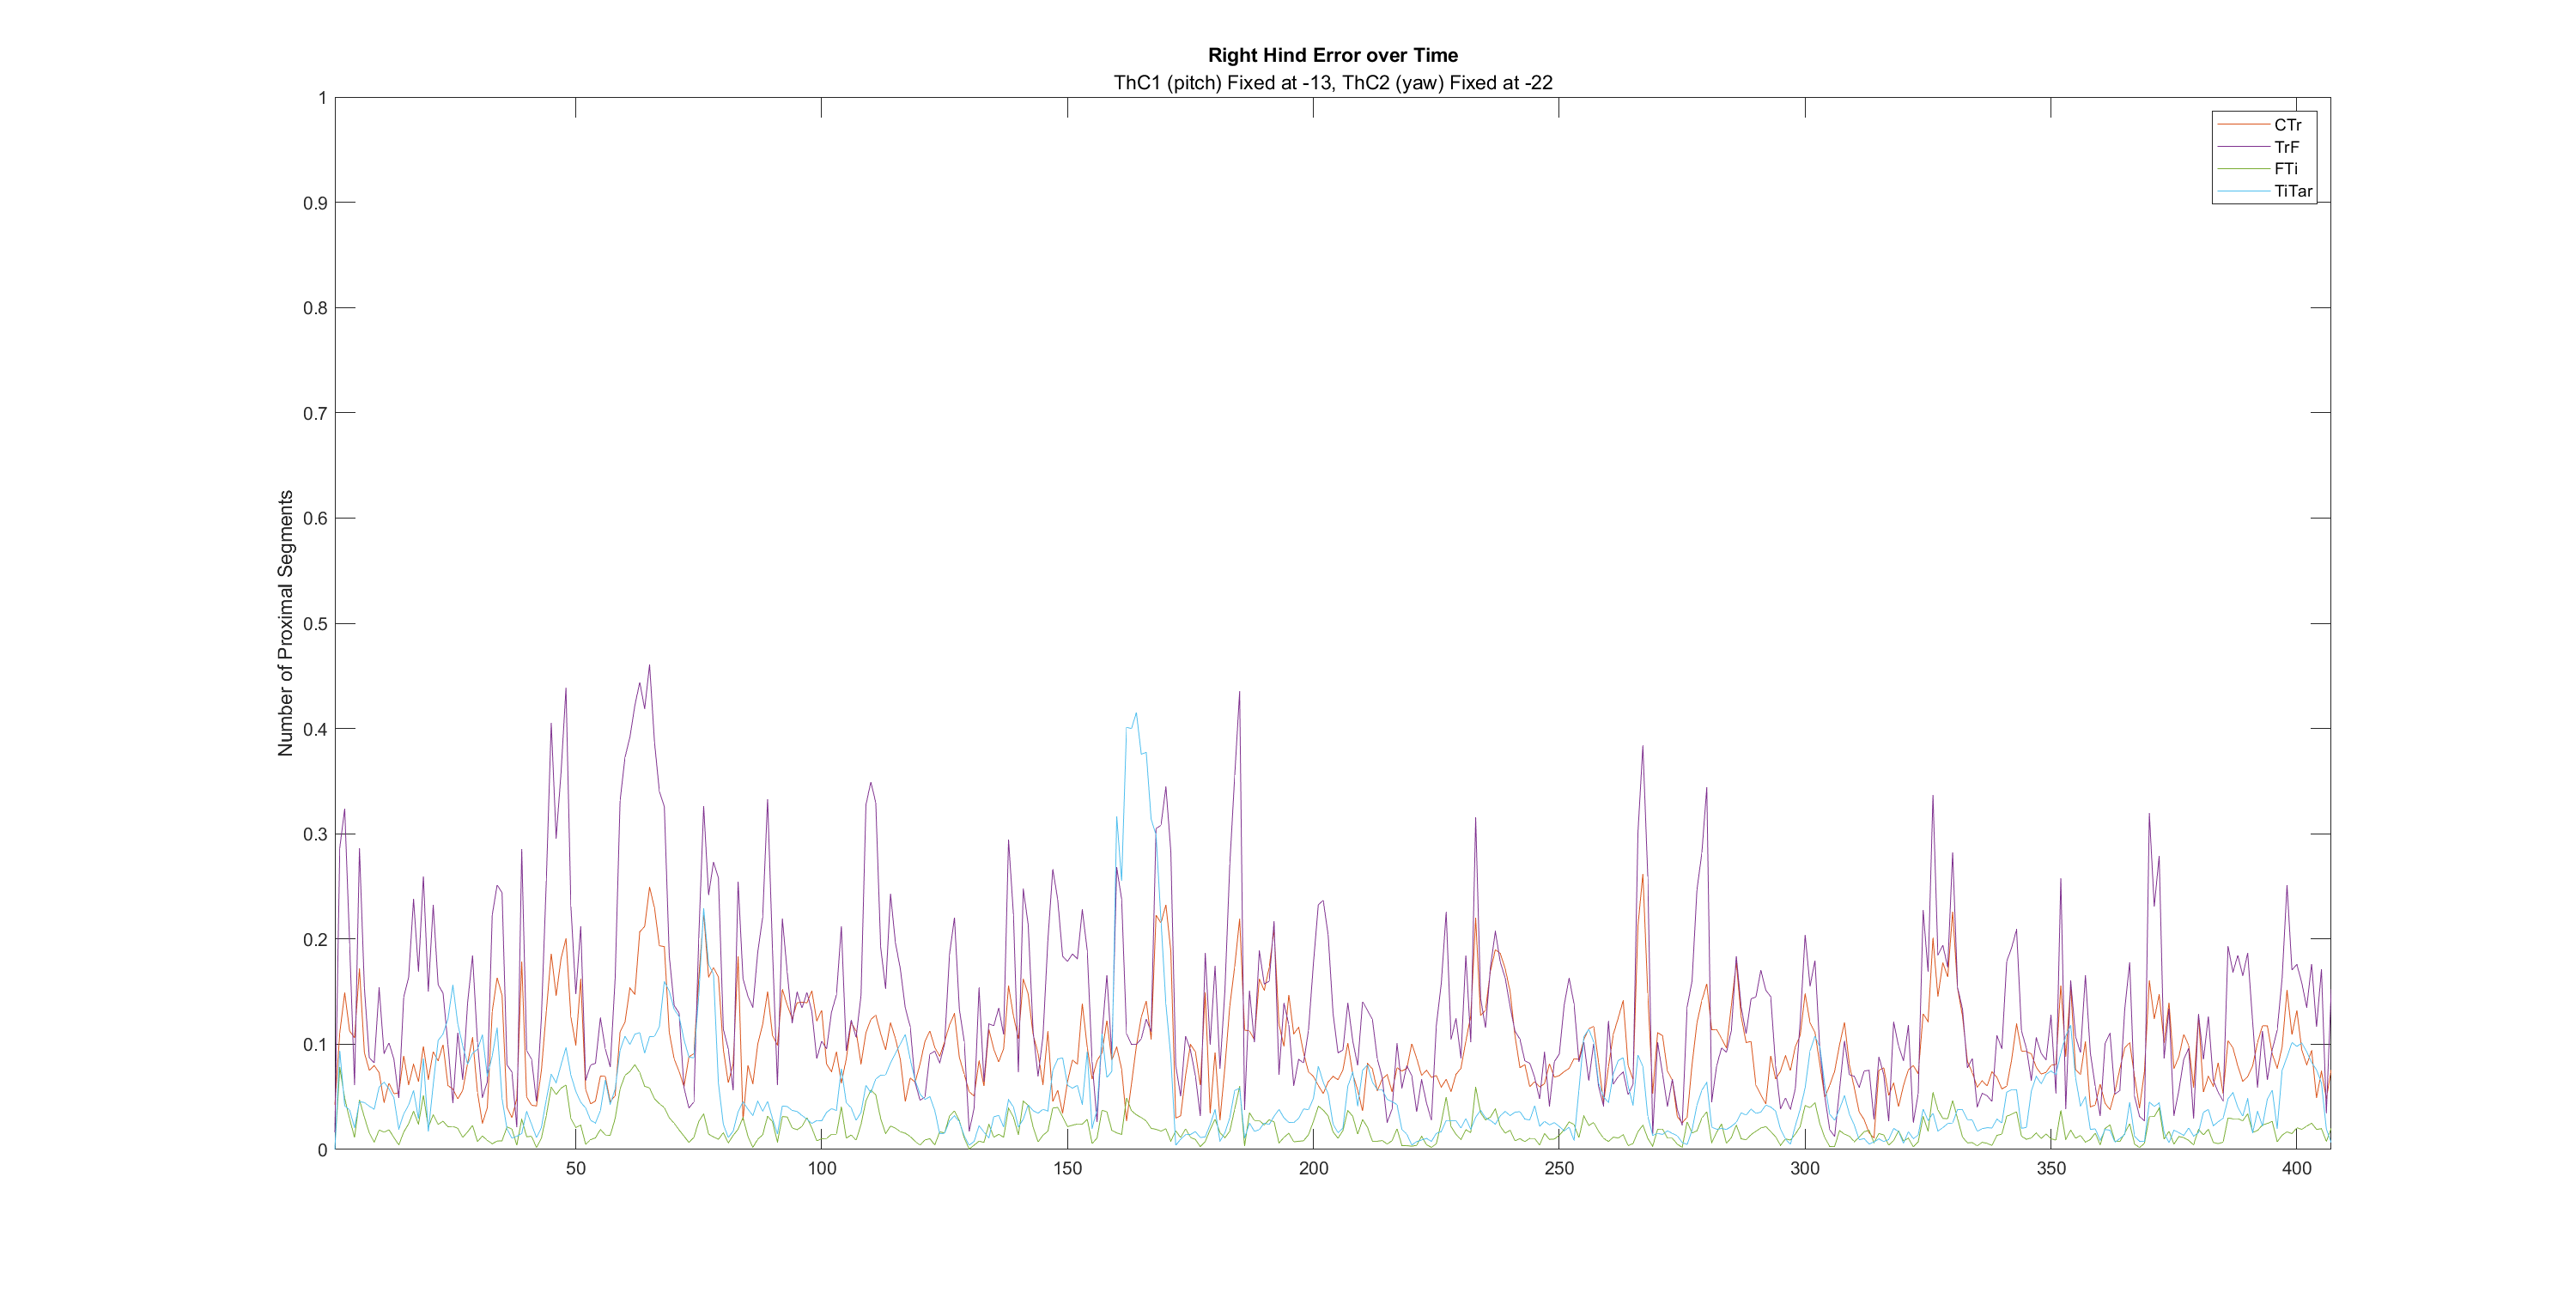 Right Hind Error over Time
ThC1 (pitch) Fixed at -13, ThC2 (yaw) Fixed at -22
1
0.9
0.8
0.7
0.6
0.5
0.4
0.3
0.2
0.1
0
Number of Proximal Segments
CTr
TrF
FTi
TiTar
50 100 150 200 250 300 350 400